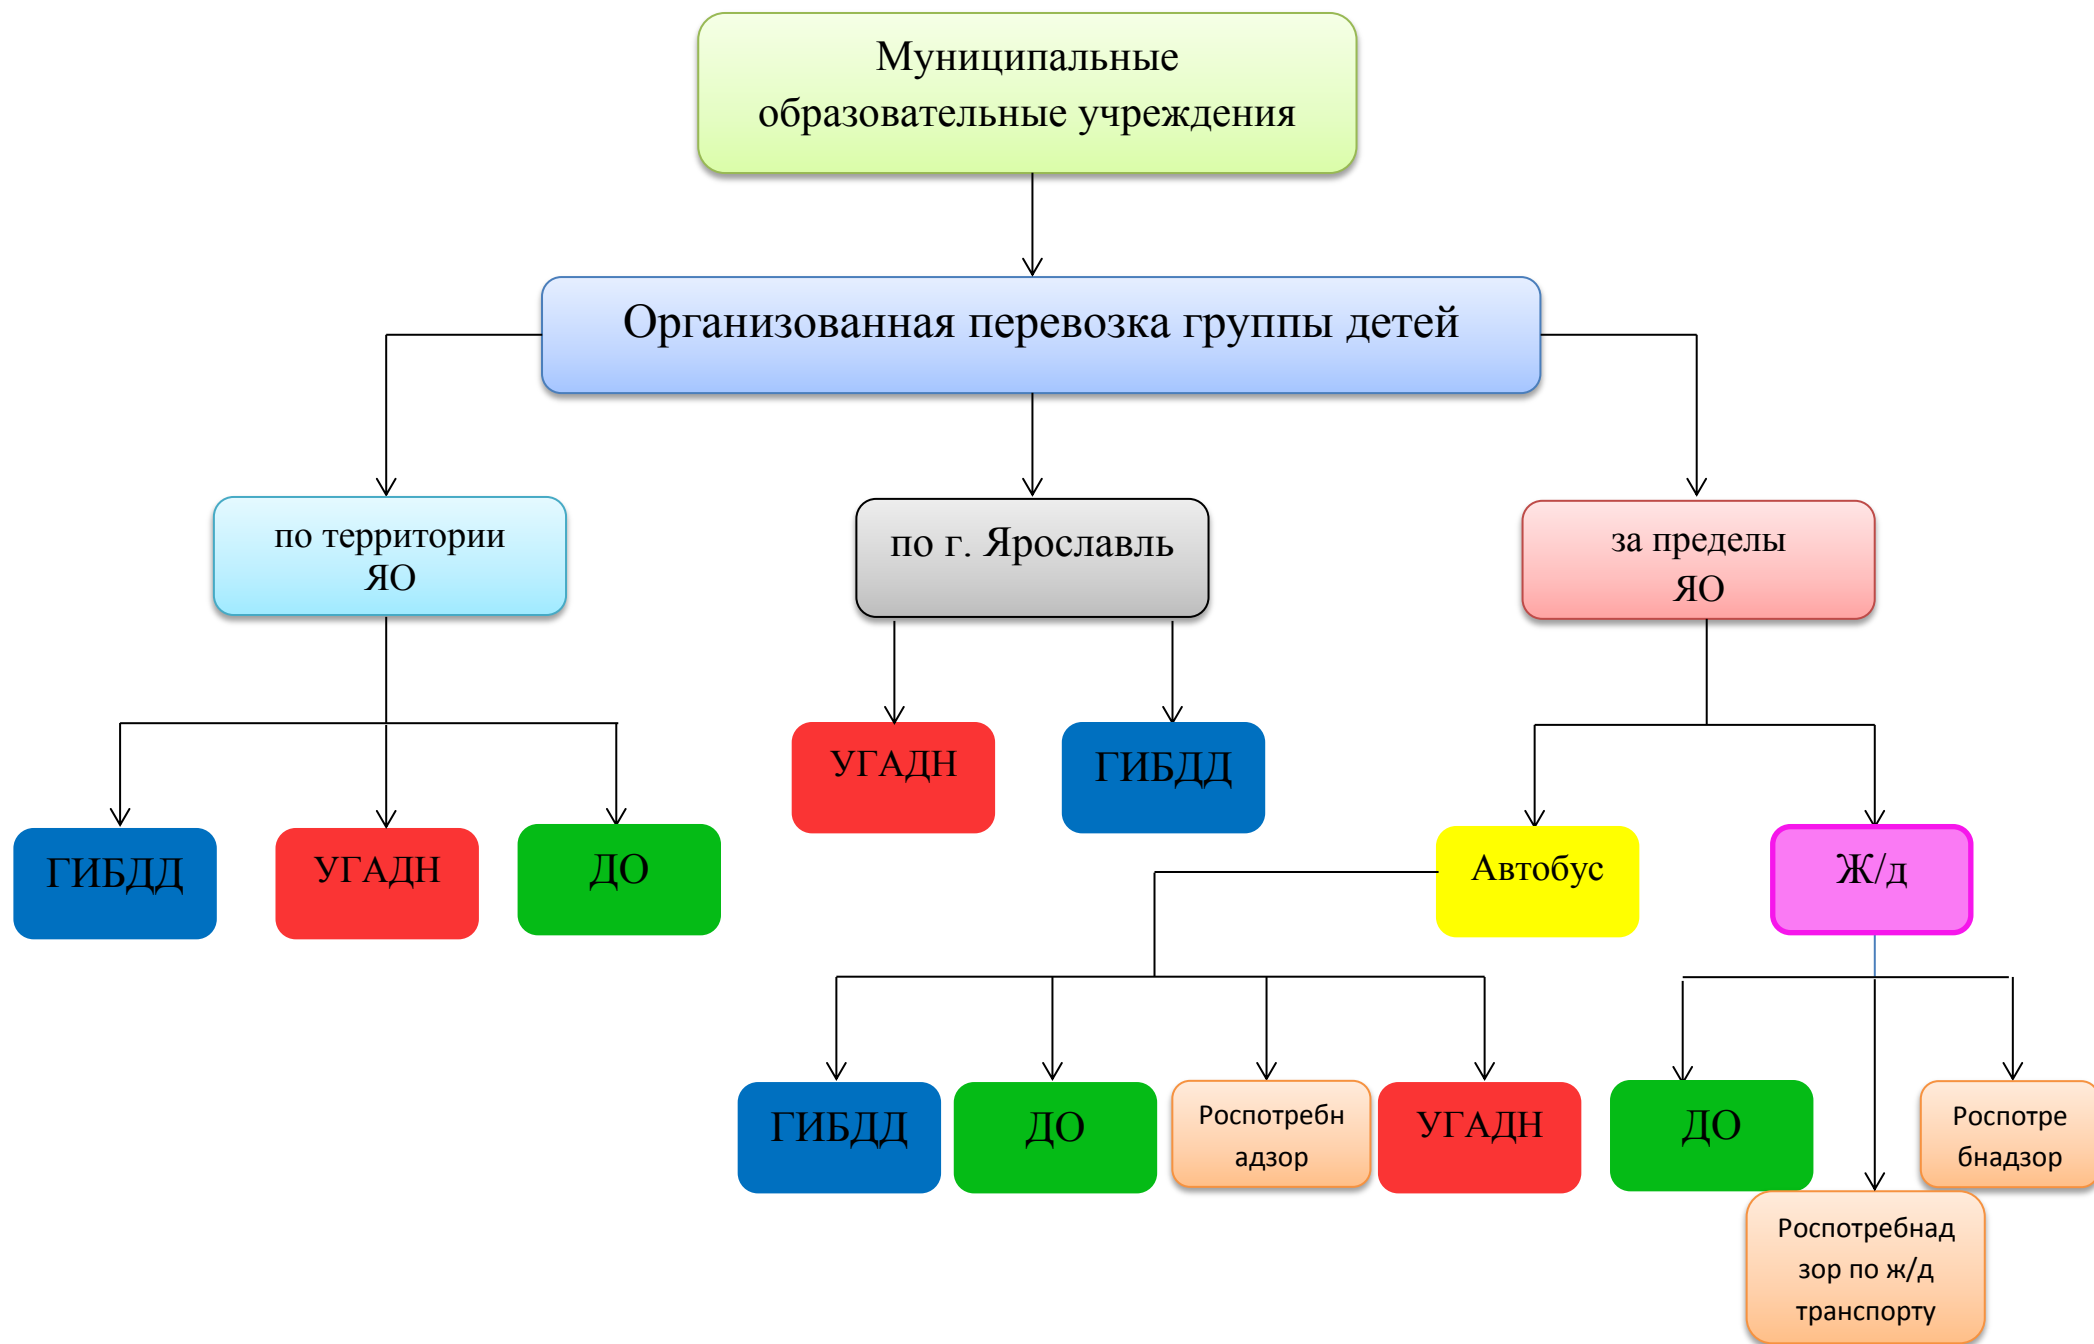 Муниципальные
образовательные учреждения
Организованная перевозка группы детей
по территории
ЯО
по г. Ярославль
за пределы
ЯО
УГАДН
ГИБДД
ГИБДД
УГАДН
ДО
Автобус
Ж/д
ГИБДД
ДО
Роспотребн
адзор
УГАДН
ДО
Роспотре
бнадзор
Роспотребнад
зор по ж/д
транспорту